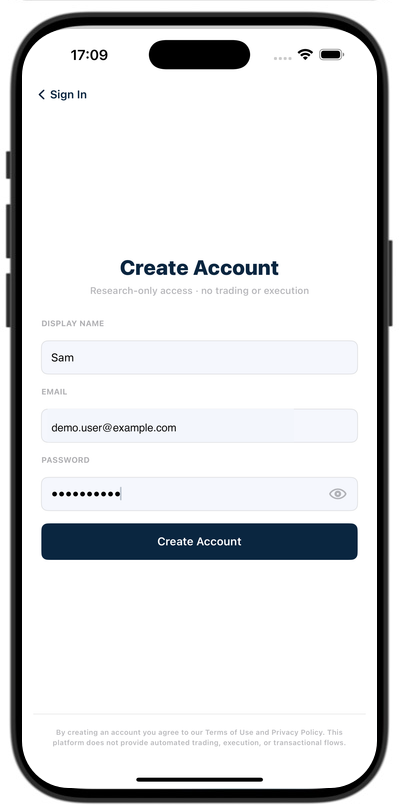 17:09
Sign In
Create Account
Research-only access - no trading or execution
DISPLAY NAME
Sam
EMAIL
demo.user@example.com
PASSWORD
••••••••••
Create Account
By creating an account you agree to our Terms of Use and Privacy Policy. This
platform does not provide automated trading, execution, or transactional flows.